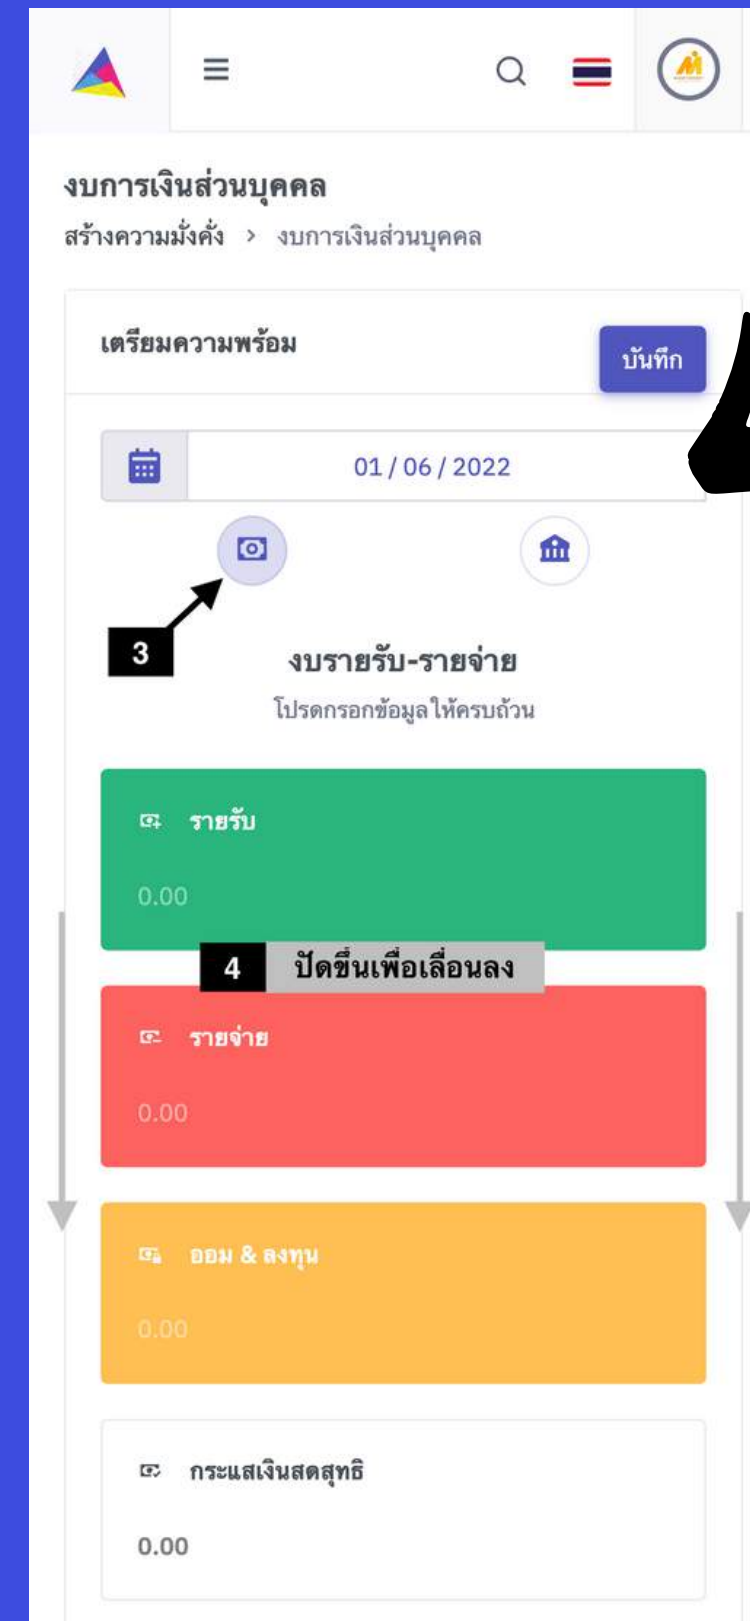 งบการเงินส่วนบุคคล
สร้างความมั่งคั่ง > งบการเงินส่วนบุคคล
เตรียมความพร้อม
บันทึก
01 / 06 / 2022
3
งบรายรับ-รายจ่าย
โปรดกรอกข้อมูลให้ครบถ้วน
รายรับ
0.00
4 ปัดขึ้นเพื่อเลื่อนลง
รายจ่าย
0.00
ออม & ลงทุน
0.00
กระแสเงินสดสุทธิ
0.00